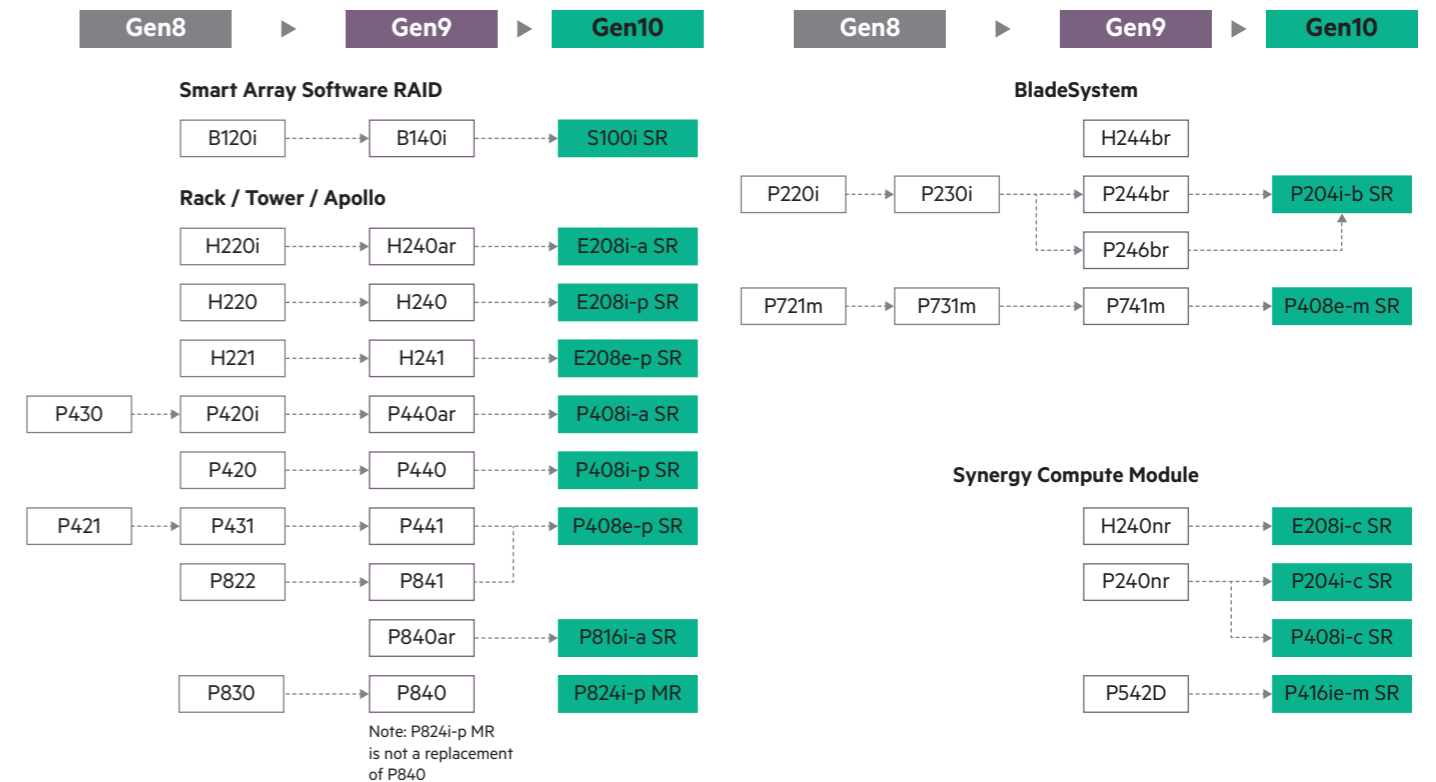 Gen8 Gen9 Gen10
Smart Array Software RAID
B120i B140i S100i SR
Rack / Tower / Apollo
H220i H240ar E208i-a SR
H220 H240 E208i-p SR
H221 H241 E208e-p SR
P430 P420i P440ar P408i-a SR
P420 P440 P408i-p SR
P421 P431 P441 P408e-p SR
P822 P841
P840ar P816i-a SR
P830 P840 P824i-p MR
Note: P824i-p MR
is not a replacement
of P840
Gen8 Gen9 Gen10
BladeSystem
H244br
P220i P230i P244br P204i-b SR
P246br
P721m P731m P741m P408e-m SR
Synergy Compute Module
H240nr E208i-c SR
P240nr P204i-c SR
P408i-c SR
P542D P416ie-m SR